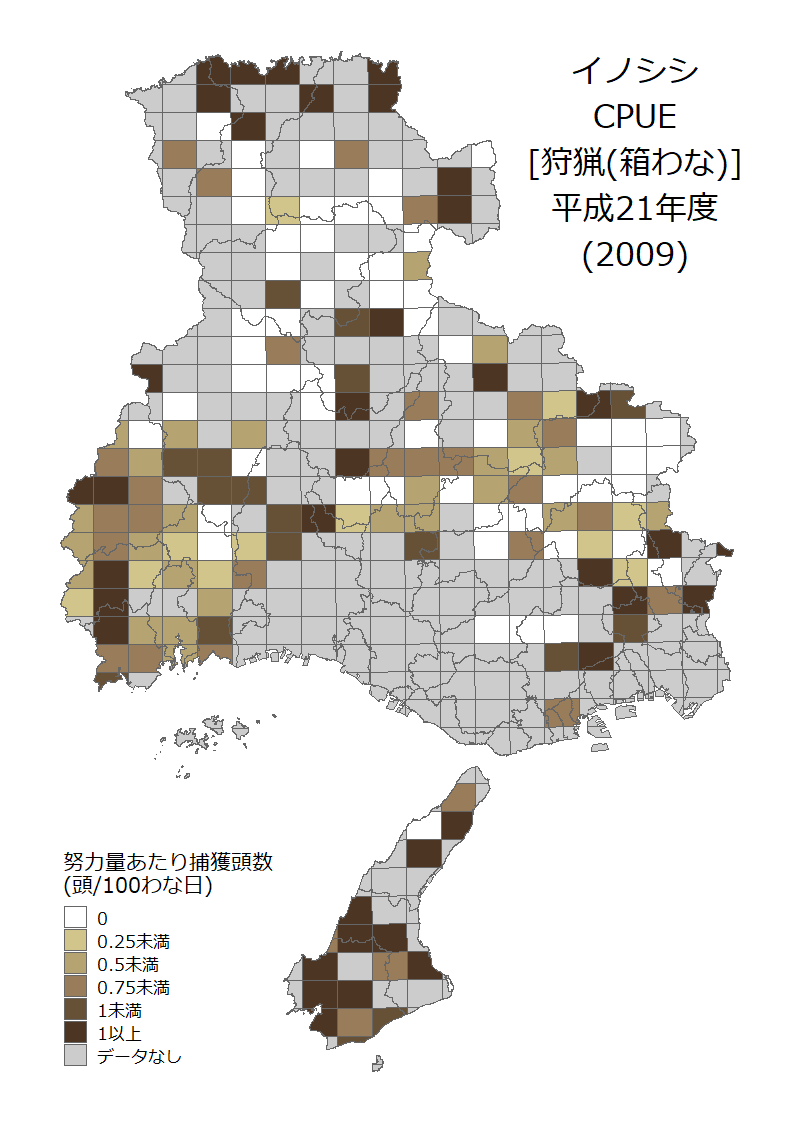 イノシシ
CPUE
[狩猟(箱わな)]
平成21年度
(2009)
努力量あたり捕獲頭数
(頭/100わな日)
0
0.25未満
0.5未満
0.75未満
1未満
1以上
データなし